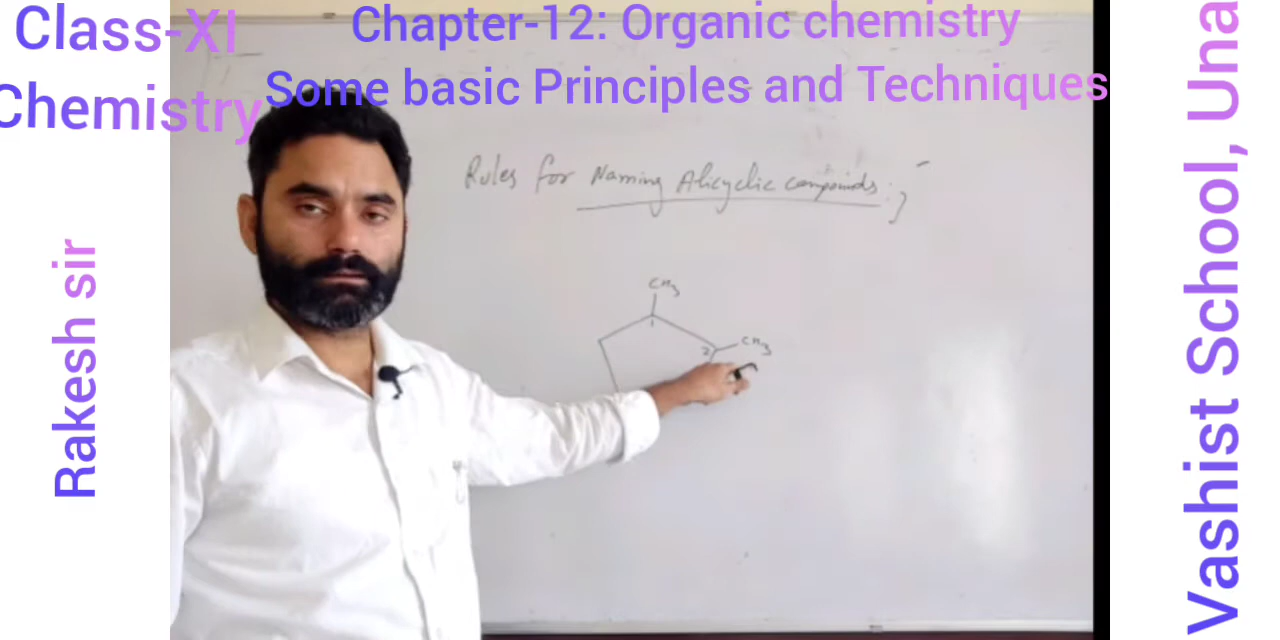 Class-XI
Chemistry
Chapter-12: Organic chemistry
Some basic Principles and Techniques
Rakesh sir
Vashist School, Una
Rules for Naming Alicyclic compounds :-
CH3
1
2
CH3